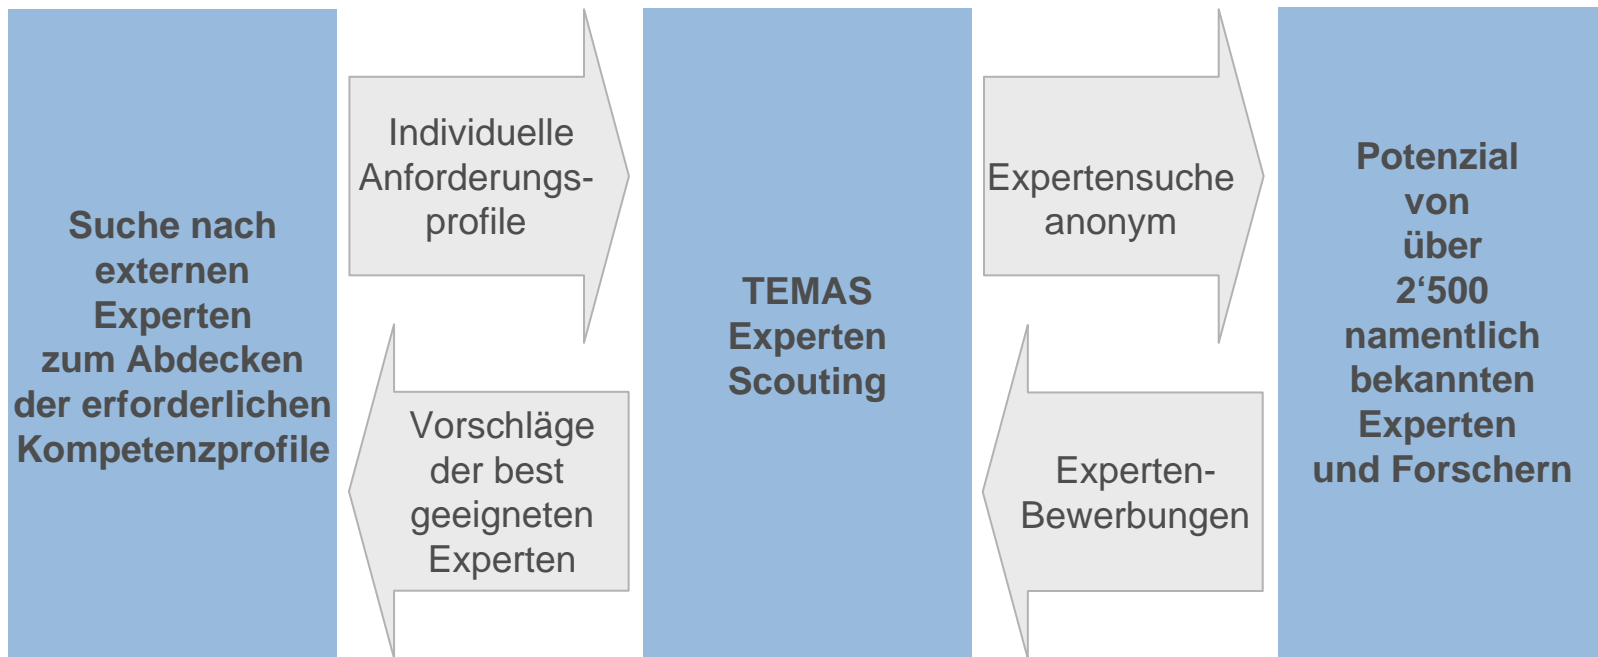 Suche nach
externen
Experten
zum Abdecken
der erforderlichen
Kompetenzprofile
Individuelle
Anforderungs-
profile
Vorschläge
der best
geeigneten
Experten
TEMAS
Experten
Scouting
Expertensuche
anonym
Experten-
Bewerbungen
Potenzial
von
über
2‘500
namentlich
bekannten
Experten
und Forschern